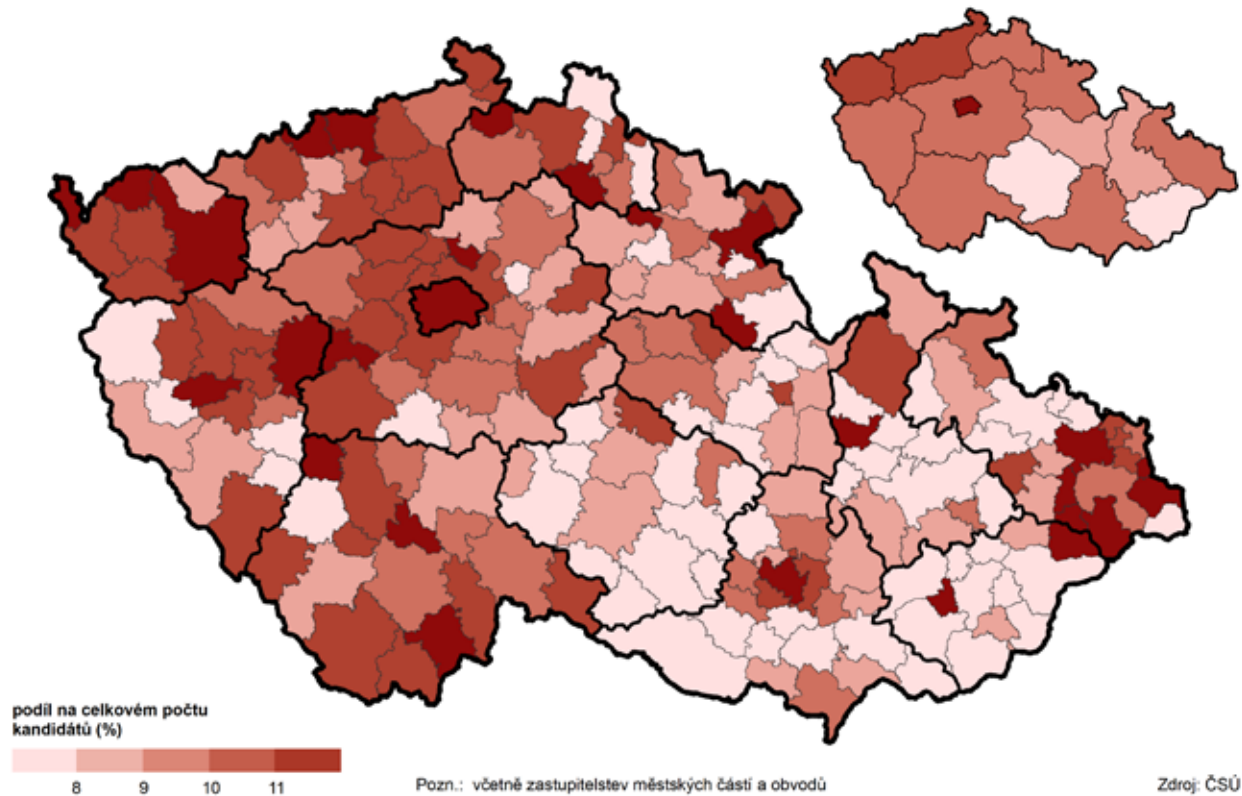 podíl na celkovém počtu
kandidátů (%)
8 9 10 11
Pozn.: včetně zastupitelstev městských částí a obvodů
Zdroj: ČSÚ